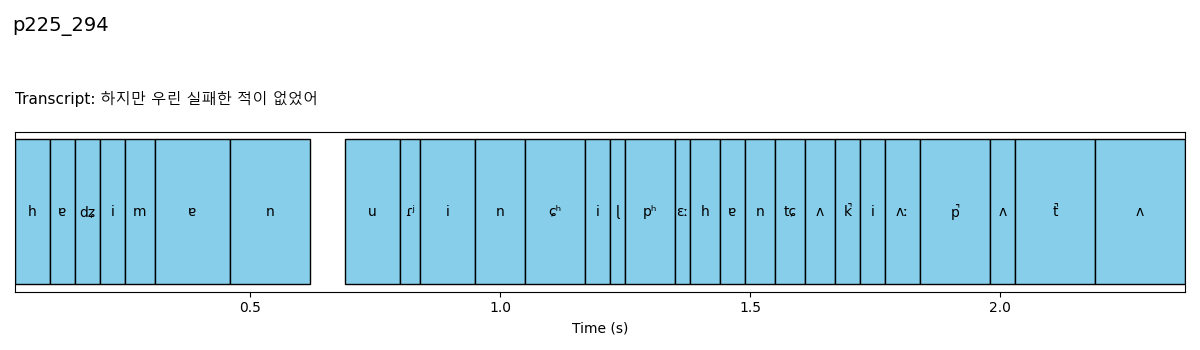 p225_294
Transcript: 하지만 우린 실패한 적이 없었어
h ɐ dʑ i m ɐ n u ɾʲ i n ɕʰ i ɭ pʰ ɛː h ɐ n tɕ ʌ k̚ i ʌː p̚ ʌ t̚ ʌ
0.5 1.0 1.5 2.0
Time (s)